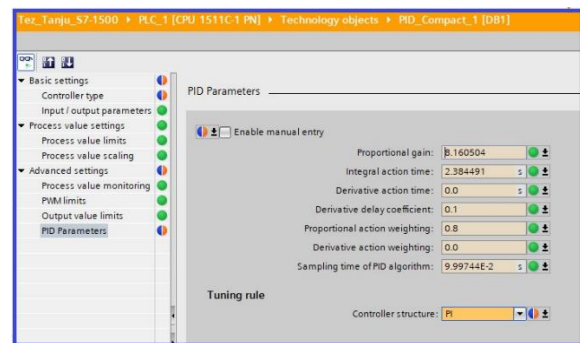 Tez_Tanju_S7-1500 ▸ PLC_1 [CPU 1511C-1 PN] ▸ Technology objects ▸ PID_Compact_1 [DB1]
Basic settings
Controller type
Input / output parameters
Process value settings
Process value limits
Process value scaling
Advanced settings
Process value monitoring
PWM limits
Output value limits
PID Parameters
PID Parameters
Enable manual entry
Proportional gain: 8.160504
Integral action time: 2.384491 s
Derivative action time: 0.0 s
Derivative delay coefficient: 0.1
Proportional action weighting: 0.8
Derivative action weighting: 0.0
Sampling time of PID algorithm: 9.99744E-2 s
Tuning rule
Controller structure: PI